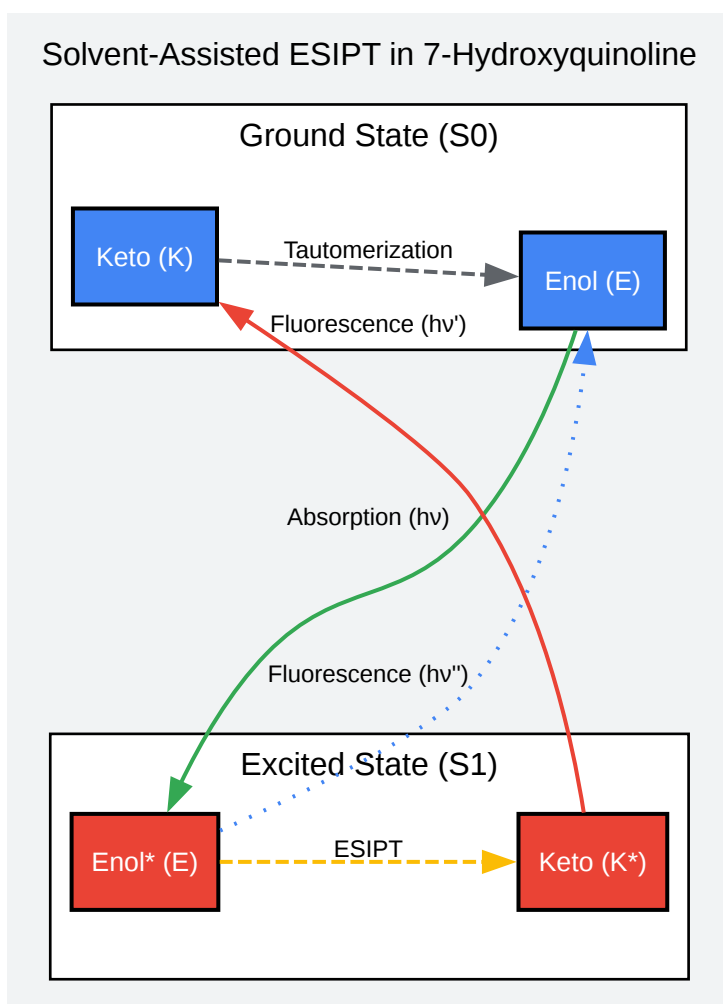 Solvent-Assisted ESIPT in 7-Hydroxyquinoline
Ground State (S0)
Keto (K)
Tautomerization
Enol (E)
Fluorescence (hν')
Absorption (hν)
Fluorescence (hν")
Excited State (S1)
Enol* (E)
ESIPT
Keto (K*)